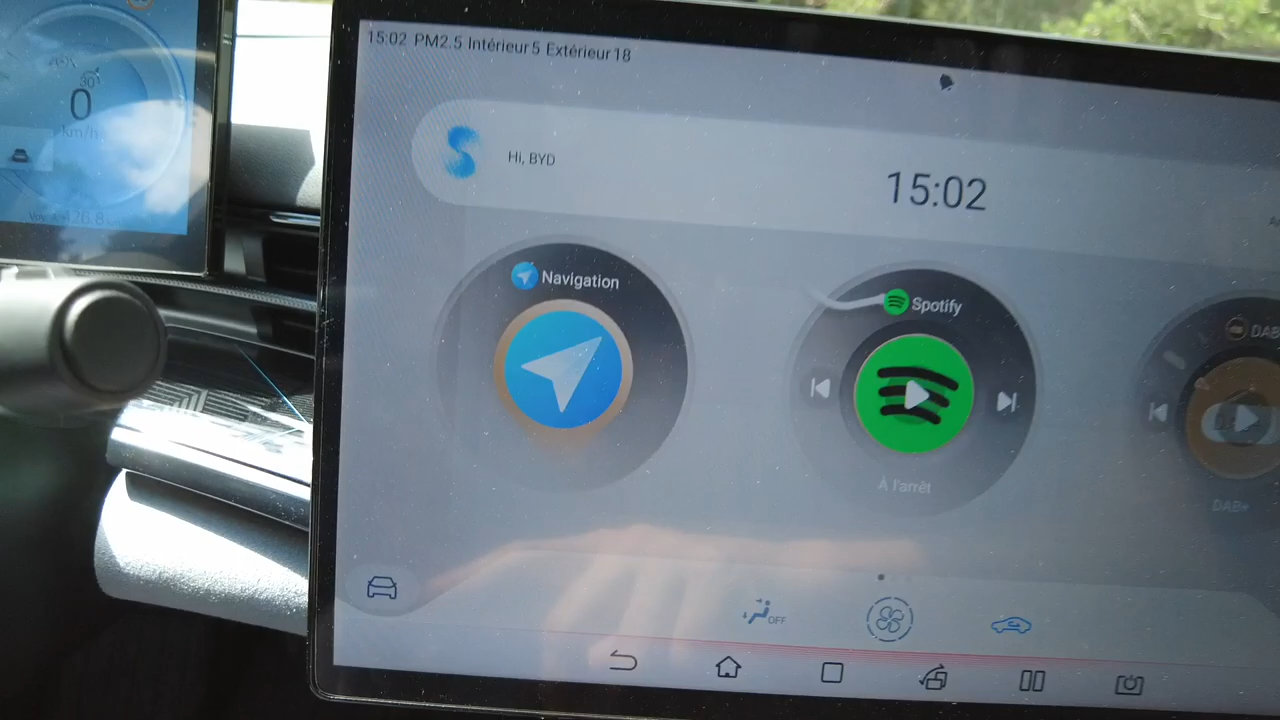 15:02 PM2.5 Intérieur 5 Extérieur 18
Hi, BYD
15:02
Navigation
Spotify
DAB
À l'arrêt
DAB+
OFF
0
km/h